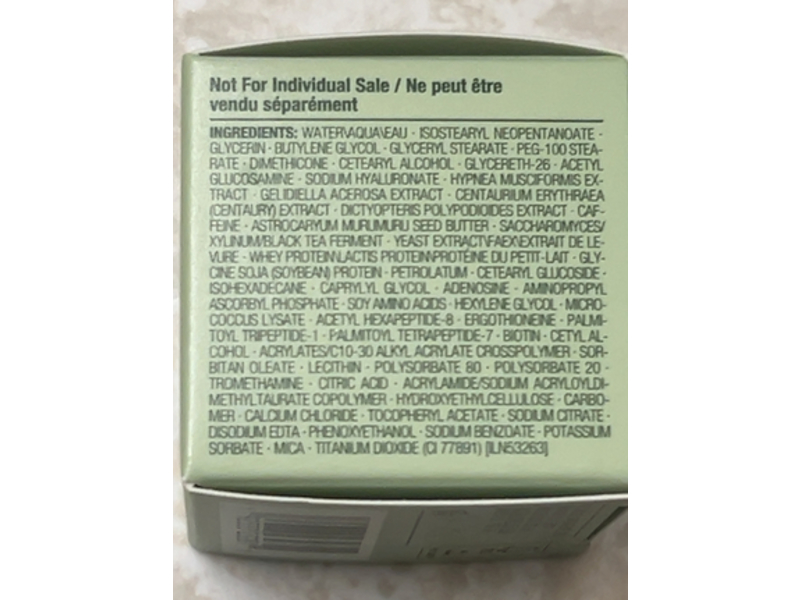 Not For Individual Sale / Ne peut être
vendu séparément
INGREDIENTS: WATER\AQUA\EAU · ISOSTEARYL NEOPENTANOATE ·
GLYCERIN · BUTYLENE GLYCOL · GLYCERYL STEARATE · PEG-100 STEA-
RATE · DIMETHICONE · CETEARYL ALCOHOL · GLYCERETH-26 · ACETYL
GLUCOSAMINE · SODIUM HYALURONATE · HYPNEA MUSCIFORMIS EX-
TRACT · GELIDIELLA ACEROSA EXTRACT · CENTAURIUM ERYTHRAEA
(CENTAURY) EXTRACT · DICTYOPTERIS POLYPODIOIDES EXTRACT · CAF-
FEINE · ASTROCARYUM MURUMURU SEED BUTTER · SACCHAROMYCES/
XYLINUM/BLACK TEA FERMENT · YEAST EXTRACT\FAEX\EXTRAIT DE LE-
VURE · WHEY PROTEIN\LACTIS PROTEIN\PROTÉINE DU PETIT-LAIT · GLY-
CINE SOJA (SOYBEAN) PROTEIN · PETROLATUM · CETEARYL GLUCOSIDE ·
ISOHEXADECANE · CAPRYLYL GLYCOL · ADENOSINE · AMINOPROPYL
ASCORBYL PHOSPHATE · SOY AMINO ACIDS · HEXYLENE GLYCOL · MICRO-
COCCUS LYSATE · ACETYL HEXAPEPTIDE-8 · ERGOTHIONEINE · PALMI-
TOYL TRIPEPTIDE-1 · PALMITOYL TETRAPEPTIDE-7 · BIOTIN · CETYL AL-
COHOL · ACRYLATES/C10-30 ALKYL ACRYLATE CROSSPOLYMER · SOR-
BITAN OLEATE · LECITHIN · POLYSORBATE 80 · POLYSORBATE 20 ·
TROMETHAMINE · CITRIC ACID · ACRYLAMIDE/SODIUM ACRYLOYLDI-
METHYLTAURATE COPOLYMER · HYDROXYETHYLCELLULOSE · CARBO-
MER · CALCIUM CHLORIDE · TOCOPHERYL ACETATE · SODIUM CITRATE ·
DISODIUM EDTA · PHENOXYETHANOL · SODIUM BENZOATE · POTASSIUM
SORBATE · MICA · TITANIUM DIOXIDE (CI 77891) [ILN53263]